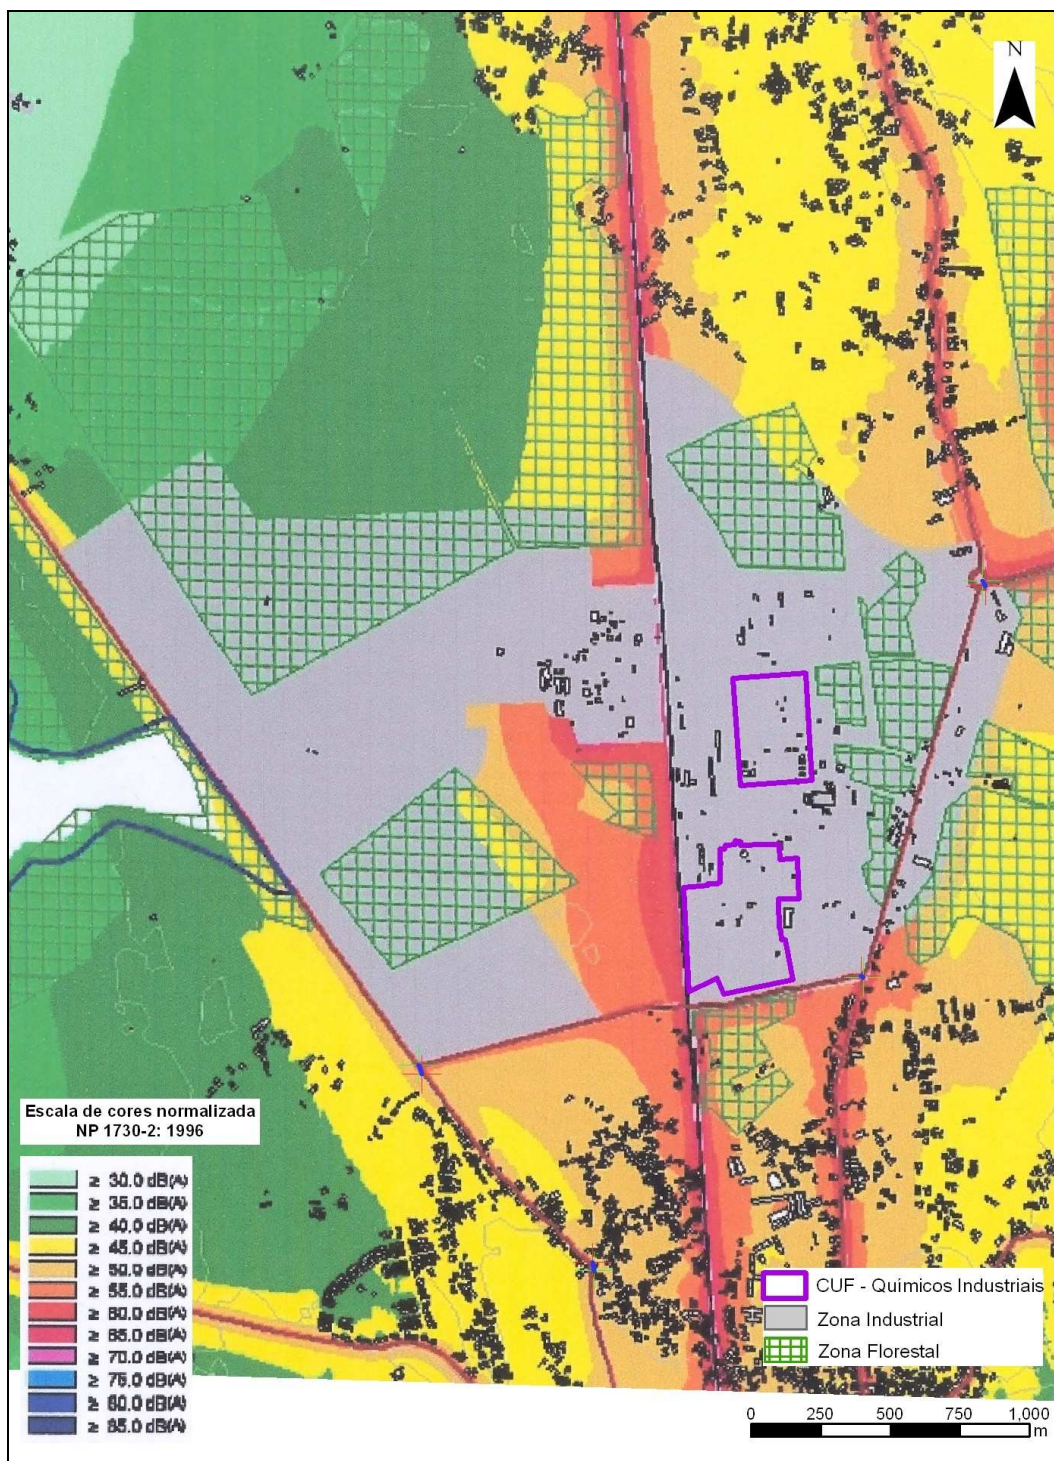 N
Escala de cores normalizada
NP 1730-2: 1996
≥ 30.0 dB(A)
≥ 35.0 dB(A)
≥ 40.0 dB(A)
≥ 45.0 dB(A)
≥ 50.0 dB(A)
≥ 55.0 dB(A)
≥ 60.0 dB(A)
≥ 65.0 dB(A)
≥ 70.0 dB(A)
≥ 75.0 dB(A)
≥ 80.0 dB(A)
≥ 85.0 dB(A)
CUF - Químicos Industriais
Zona Industrial
Zona Florestal
0 250 500 750 1,000
m